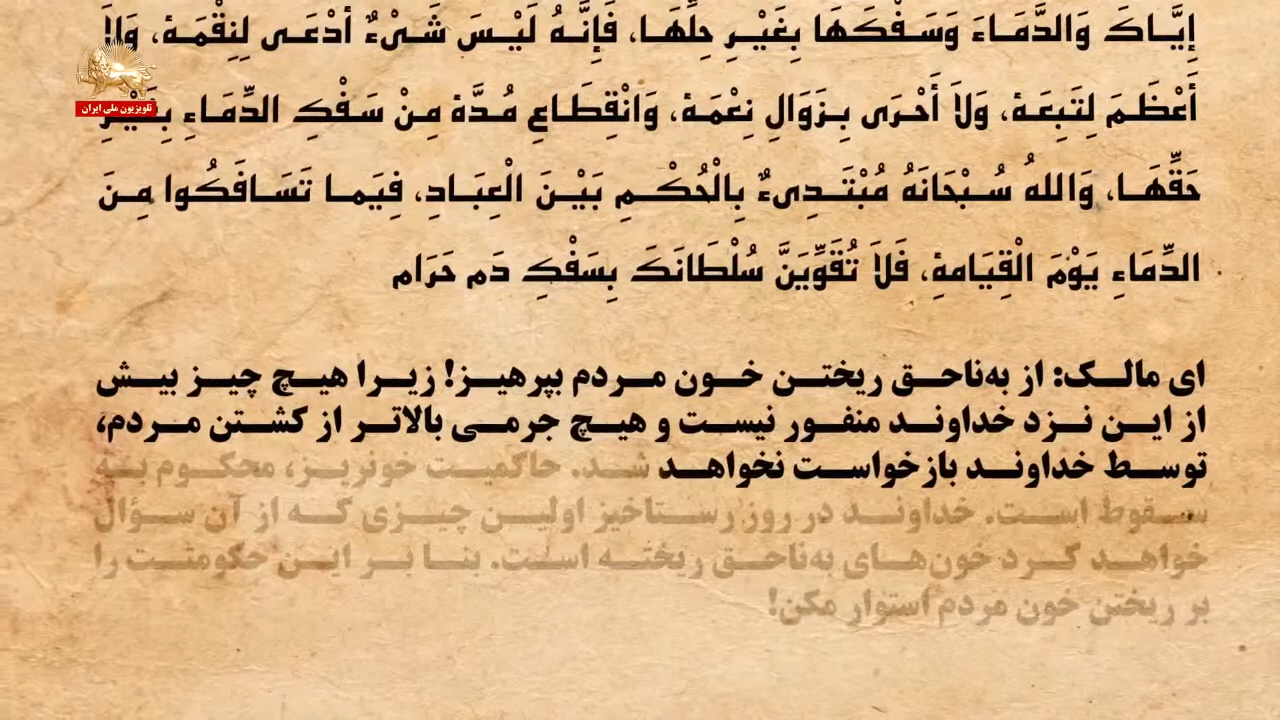 تلویزیون ملی ایران
إِيَّاكَ وَالدَّمَاءَ وَسَفْكَهَا بِغَيْرِ حِلِّهَا، فَإِنَّهُ لَيْسَ شَىْءٌ أدْعَى لِنِقْمَة، وَلاَ
أَعْظَمَ لِتَبِعَة، وَلاَ أَحْرَى بِزَوَالِ نِعْمَة، وَانْقِطَاعِ مُدَّة مِنْ سَفْكِ الدِّمَاءِ بِغَيْرِ
حَقِّهَا، وَاللهُ سُبْحَانَهُ مُبْتَدِىءٌ بِالْحُكْمِ بَيْنَ الْعِبَادِ، فِيَما تَسَافَكُوا مِنَ
الدِّمَاءِ يَوْمَ الْقِيَامةِ، فَلاَ تُقَوِّيَنَّ سُلْطَانَكَ بِسَفْكِ دَم حَرَام
ای مالک: از به‌ناحق ریختن خون مردم بپرهیز! زیرا هیچ چیز بیش
از این نزد خداوند منفور نیست و هیچ جرمی بالاتر از کشتن مردم،
توسط خداوند بازخواست نخواهد شد. حاکمیت خونریز، محکوم به
سقوط است. خداوند در روز رستاخیز اولین چیزی که از آن سؤال
خواهد کرد خون‌های به‌ناحق ریخته است. بنا بر این حکومتت را
بر ریختن خون مردم استوار مکن!